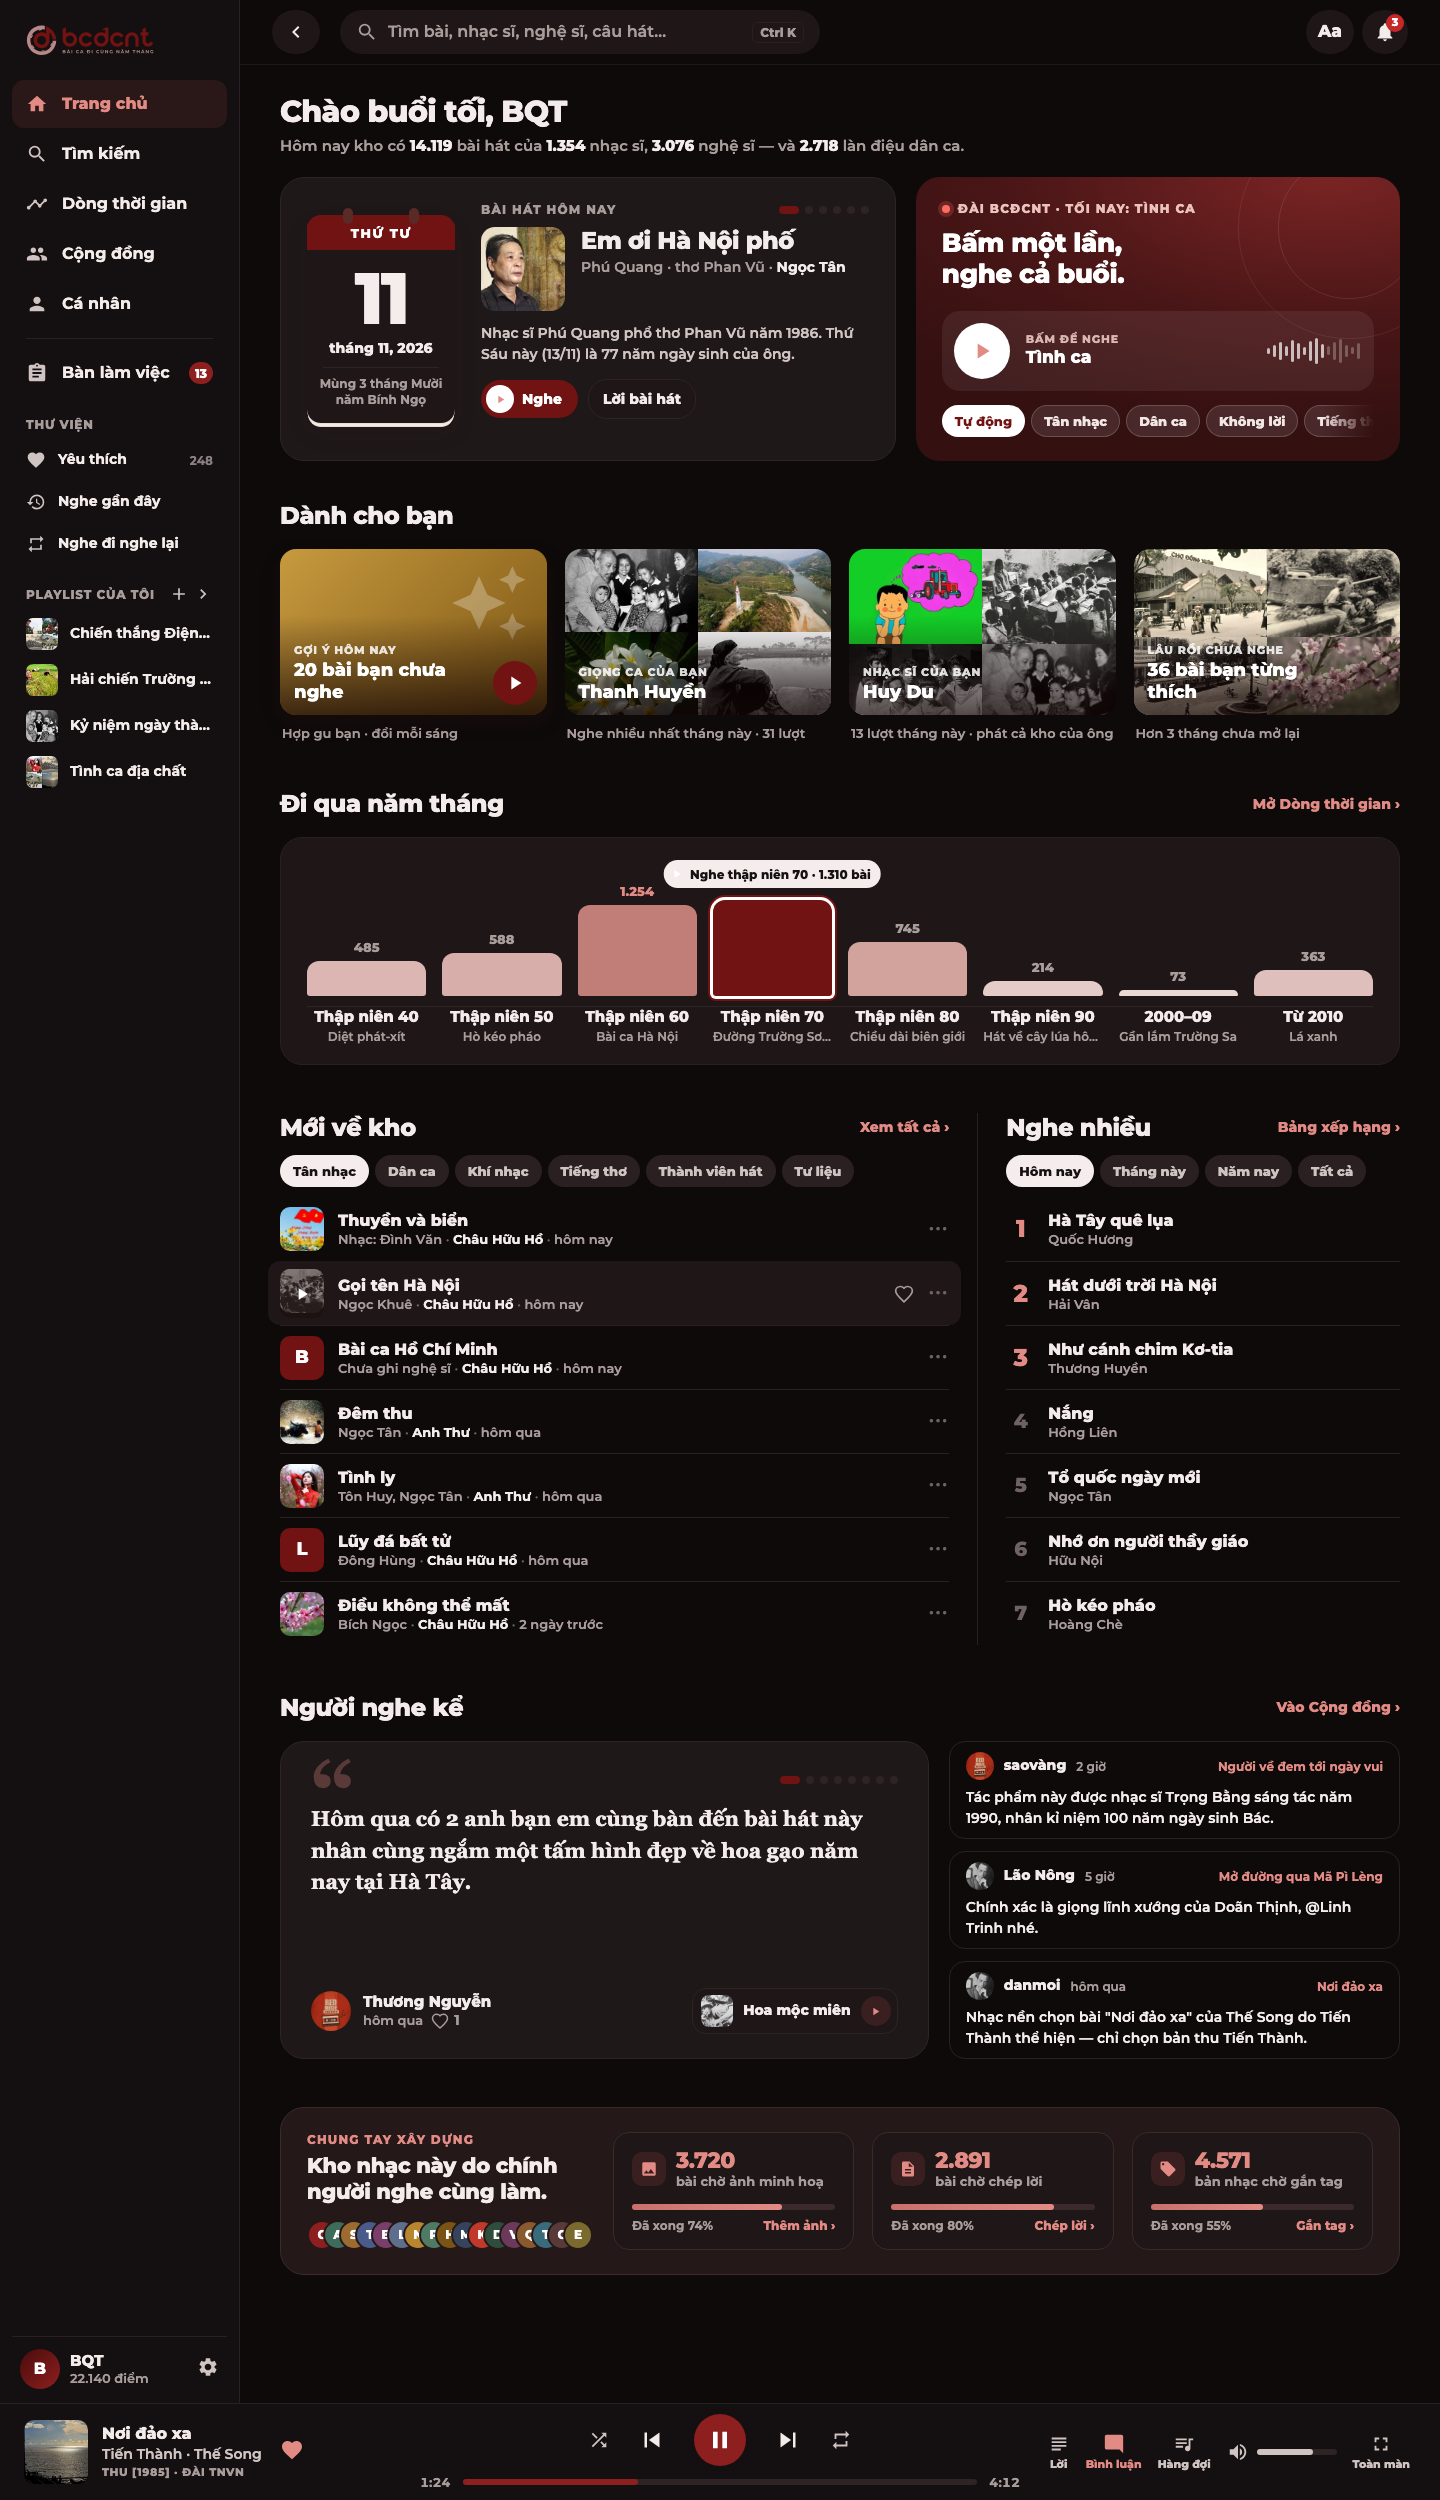 bcdcnt
BÀI CA ĐI CÙNG NĂM THÁNG
Trang chủ
Tìm kiếm
Dòng thời gian
Cộng đồng
Cá nhân
Bàn làm việc 13
THƯ VIỆN
Yêu thích 248
Nghe gần đây
Nghe đi nghe lại
PLAYLIST CỦA TÔI
Chiến thắng Điện...
Hải chiến Trường ...
Kỷ niệm ngày thà...
Tình ca địa chất
BQT
22.140 điểm
Tìm bài, nhạc sĩ, nghệ sĩ, câu hát... Ctrl K
Aa
3
Chào buổi tối, BQT
Hôm nay kho có 14.119 bài hát của 1.354 nhạc sĩ, 3.076 nghệ sĩ — và 2.718 làn điệu dân ca.
THỨ TƯ
11
tháng 11, 2026
Mùng 3 tháng Mười
năm Bính Ngọ
BÀI HÁT HÔM NAY
Em ơi Hà Nội phố
Phú Quang · thơ Phan Vũ · Ngọc Tân
Nhạc sĩ Phú Quang phổ thơ Phan Vũ năm 1986. Thứ
Sáu này (13/11) là 77 năm ngày sinh của ông.
Nghe
Lời bài hát
ĐÀI BCĐCNT · TỐI NAY: TÌNH CA
Bấm một lần,
nghe cả buổi.
BẤM ĐỂ NGHE
Tình ca
Tự động
Tân nhạc
Dân ca
Không lời
Tiếng th
Dành cho bạn
GỢI Ý HÔM NAY
20 bài bạn chưa
nghe
Hợp gu bạn · đổi mỗi sáng
GIỌNG CA CỦA BẠN
Thanh Huyền
Nghe nhiều nhất tháng này · 31 lượt
NHẠC SĨ CỦA BẠN
Huy Du
13 lượt tháng này · phát cả kho của ông
CHỢ ĐỒNG XUÂN
LÂU RỒI CHƯA NGHE
36 bài bạn từng
thích
Hơn 3 tháng chưa mở lại
Đi qua năm tháng
Mở Dòng thời gian ›
Nghe thập niên 70 · 1.310 bài
485
588
1.254
745
214
73
363
Thập niên 40
Thập niên 50
Thập niên 60
Thập niên 70
Thập niên 80
Thập niên 90
2000–09
Từ 2010
Diệt phát-xít
Hò kéo pháo
Bài ca Hà Nội
Đường Trường Sơ...
Chiều dài biên giới
Hát về cây lúa hô...
Gần lắm Trường Sa
Lá xanh
Mới về kho
Xem tất cả ›
Tân nhạc
Dân ca
Khí nhạc
Tiếng thơ
Thành viên hát
Tư liệu
Thuyền và biển
Nhạc: Đình Văn · Châu Hữu Hồ · hôm nay
Gọi tên Hà Nội
Ngọc Khuê · Châu Hữu Hồ · hôm nay
B
Bài ca Hồ Chí Minh
Chưa ghi nghệ sĩ · Châu Hữu Hồ · hôm nay
Đêm thu
Ngọc Tân · Anh Thư · hôm qua
Tình ly
Tôn Huy, Ngọc Tân · Anh Thư · hôm qua
L
Lũy đá bất tử
Đông Hùng · Châu Hữu Hồ · hôm qua
Điều không thể mất
Bích Ngọc · Châu Hữu Hồ · 2 ngày trước
Nghe nhiều
Bảng xếp hạng ›
Hôm nay
Tháng này
Năm nay
Tất cả
1
Hà Tây quê lụa
Quốc Hương
2
Hát dưới trời Hà Nội
Hải Vân
3
Như cánh chim Kơ-tia
Thương Huyền
4
Nắng
Hồng Liên
5
Tổ quốc ngày mới
Ngọc Tân
6
Nhớ ơn người thầy giáo
Hữu Nội
7
Hò kéo pháo
Hoàng Chè
Người nghe kể
Vào Cộng đồng ›
“
Hôm qua có 2 anh bạn em cùng bàn đến bài hát này
nhân cùng ngắm một tấm hình đẹp về hoa gạo năm
nay tại Hà Tây.
Thương Nguyễn
hôm qua 1
Hoa mộc miên
saovàng 2 giờ
Người về đem tới ngày vui
Tác phẩm này được nhạc sĩ Trọng Bằng sáng tác năm
1990, nhân kỉ niệm 100 năm ngày sinh Bác.
Lão Nông 5 giờ
Mở đường qua Mã Pì Lèng
Chính xác là giọng lĩnh xướng của Doãn Thịnh, @Linh
Trinh nhé.
danmoi hôm qua
Nơi đảo xa
Nhạc nền chọn bài "Nơi đảo xa" của Thế Song do Tiến
Thành thể hiện — chỉ chọn bản thu Tiến Thành.
CHUNG TAY XÂY DỰNG
Kho nhạc này do chính
người nghe cùng làm.
E
3.720
bài chờ ảnh minh hoạ
Đã xong 74%
Thêm ảnh ›
2.891
bài chờ chép lời
Đã xong 80%
Chép lời ›
4.571
bản nhạc chờ gắn tag
Đã xong 55%
Gắn tag ›
B
Nơi đảo xa
Tiến Thành · Thế Song
THU [1985] · ĐÀI TNVN
1:24
4:12
Lời
Bình luận
Hàng đợi
Toàn màn